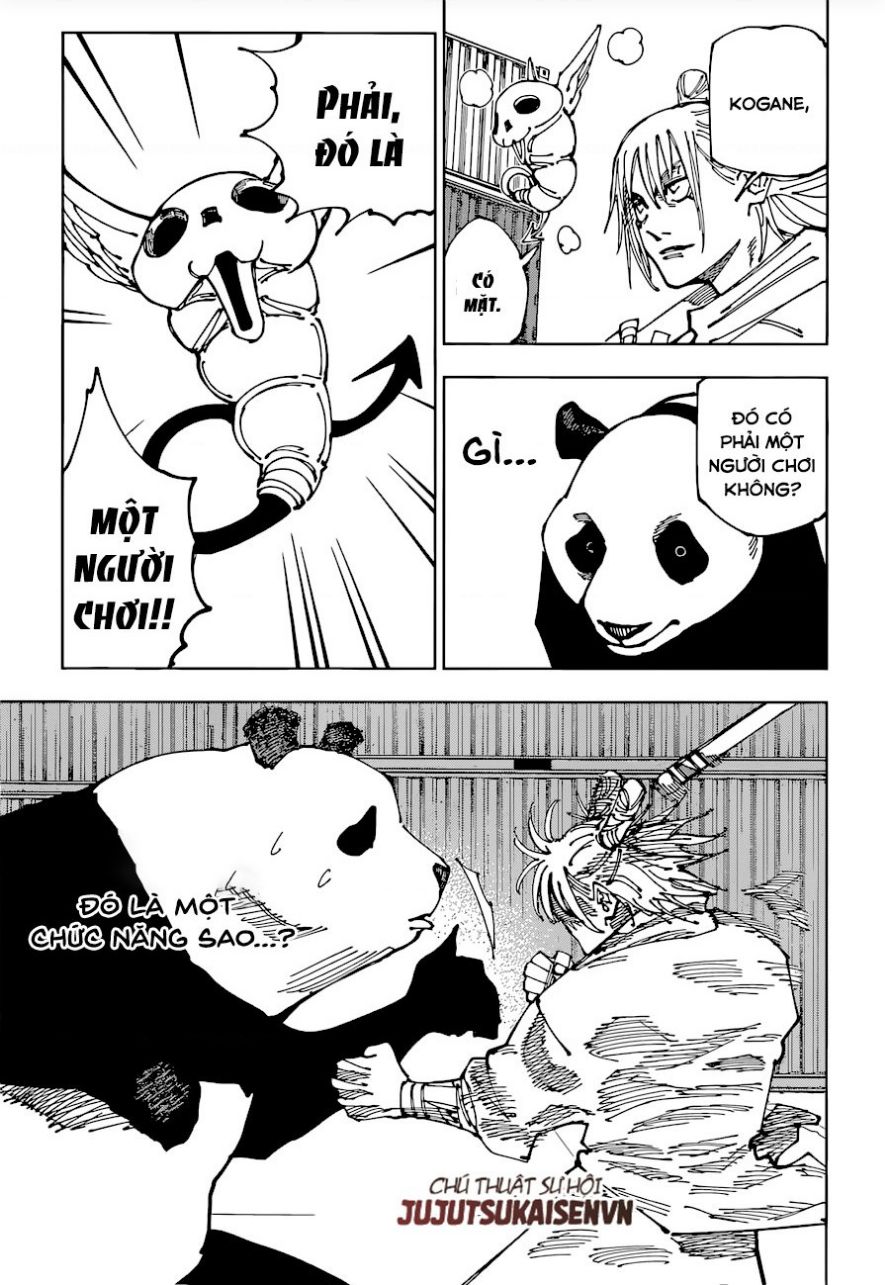 KOGANE,
CÓ
MẶT.
PHẢI,
ĐÓ LÀ
MỘT
NGƯỜI
CHƠI!!
ĐÓ CÓ
PHẢI MỘT
NGƯỜI CHƠI
KHÔNG?
GÌ...
ĐÓ LÀ MỘT
CHỨC NĂNG SAO...?
CHÚ THUẬT SƯ HỘI
JUJUTSUKAISENVN